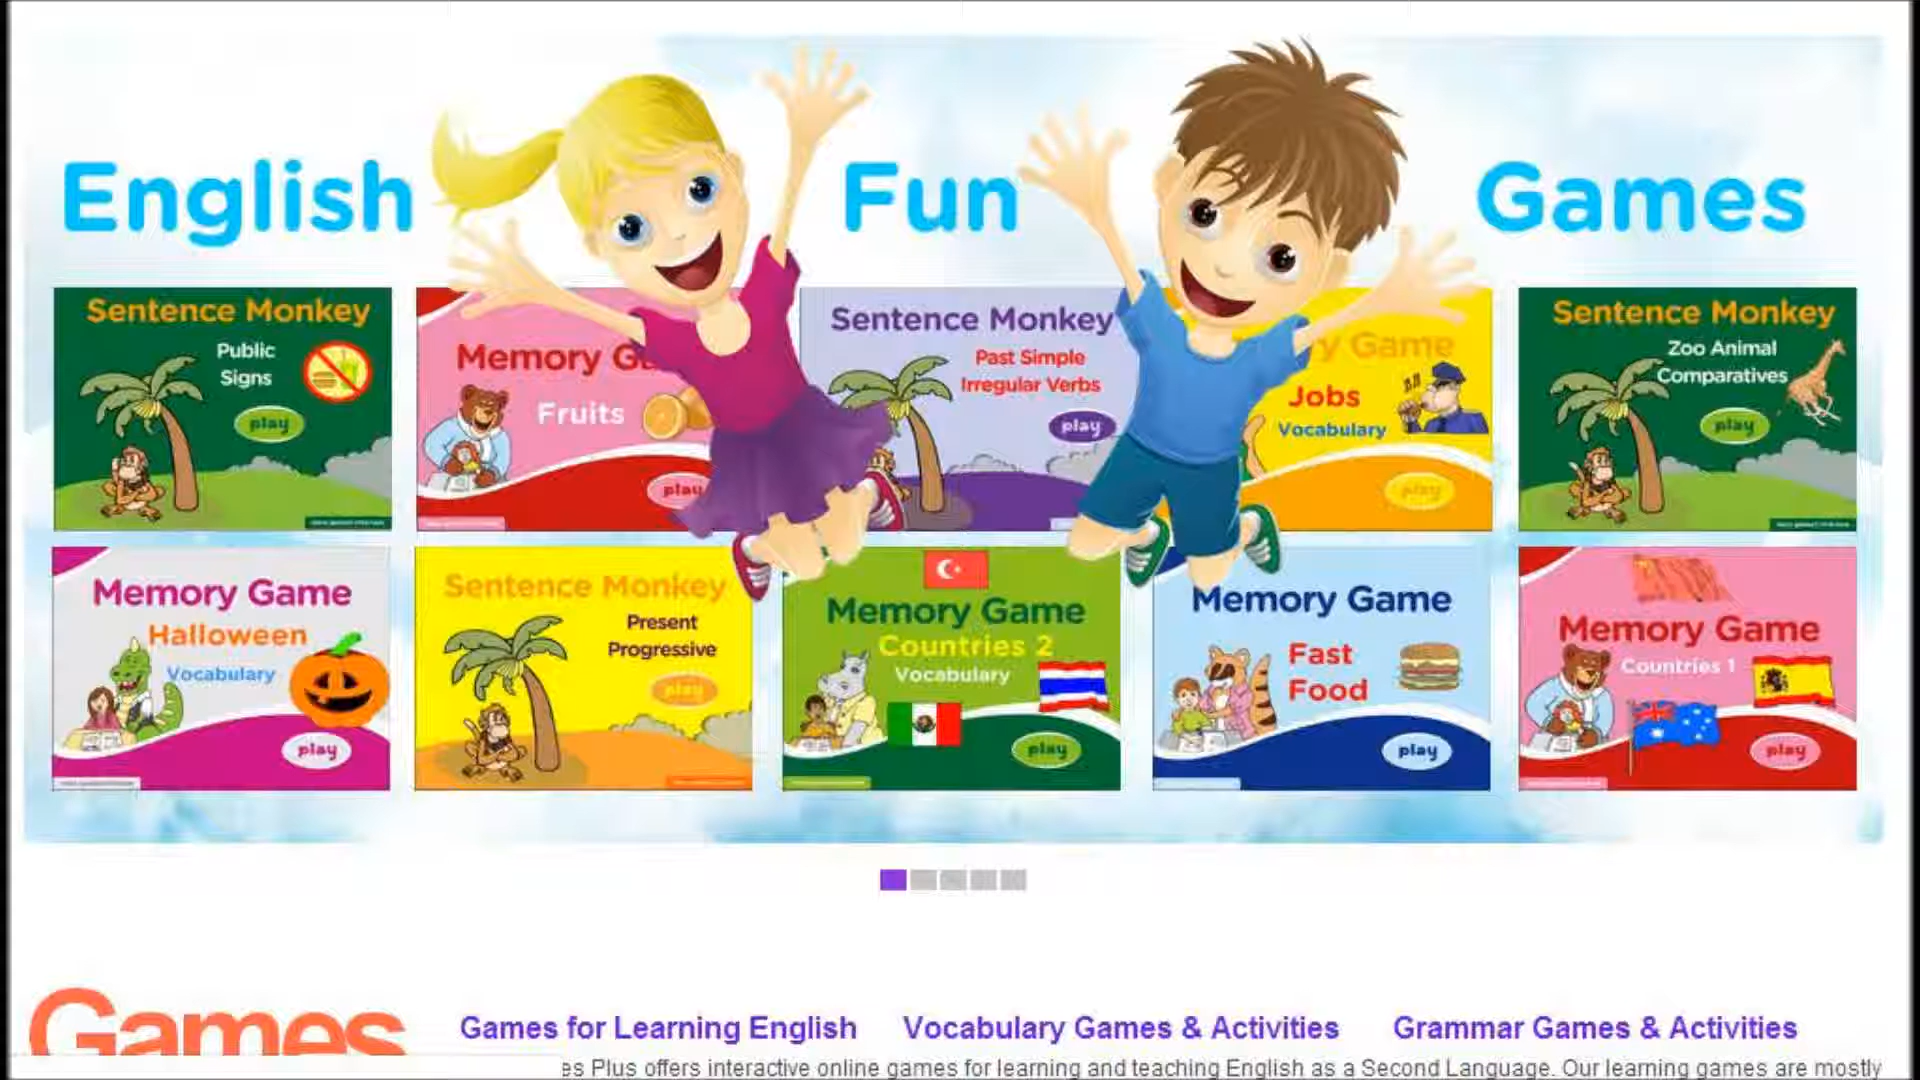 English Fun Games
Sentence Monkey
Public
Signs
play
Memory
Fruits
play
Sentence Monkey
Past Simple
Irregular Verbs
play
Game
Jobs
Vocabulary
play
Sentence Monkey
Zoo Animal
Comparatives
play
Memory Game
Halloween
Vocabulary
play
Sentence Monkey
Present
Progressive
play
Memory Game
Countries 2
Vocabulary
play
Memory Game
Fast
Food
play
Memory Game
Countries 1
play
Games
Games for Learning English Vocabulary Games & Activities Grammar Games & Activities
es Plus offers interactive online games for learning and teaching English as a Second Language. Our learning games are mostly